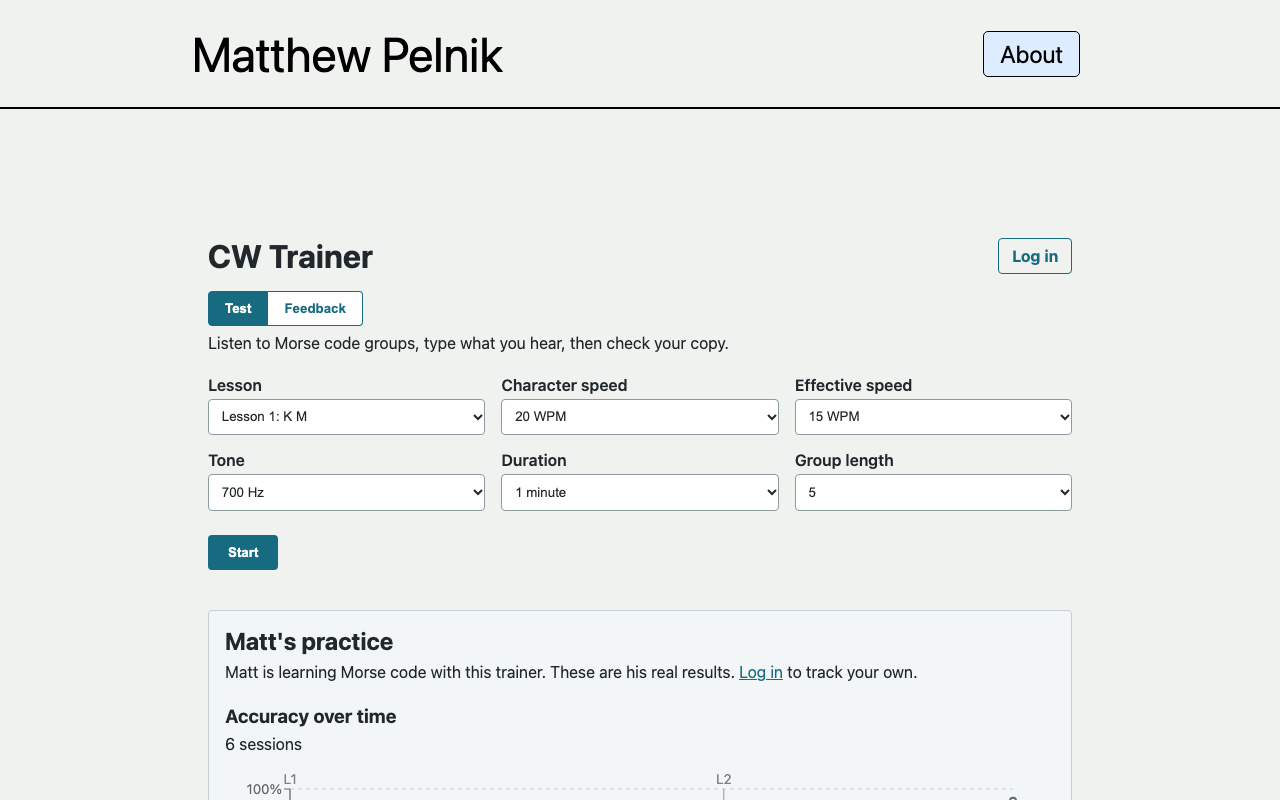 Matthew Pelnik
About
CW Trainer
Log in
Test
Feedback
Listen to Morse code groups, type what you hear, then check your copy.
Lesson
Character speed
Effective speed
Lesson 1: K M
20 WPM
15 WPM
Tone
Duration
Group length
700 Hz
1 minute
5
Start
Matt's practice
Matt is learning Morse code with this trainer. These are his real results. Log in to track your own.
Accuracy over time
6 sessions
L1
L2
100%